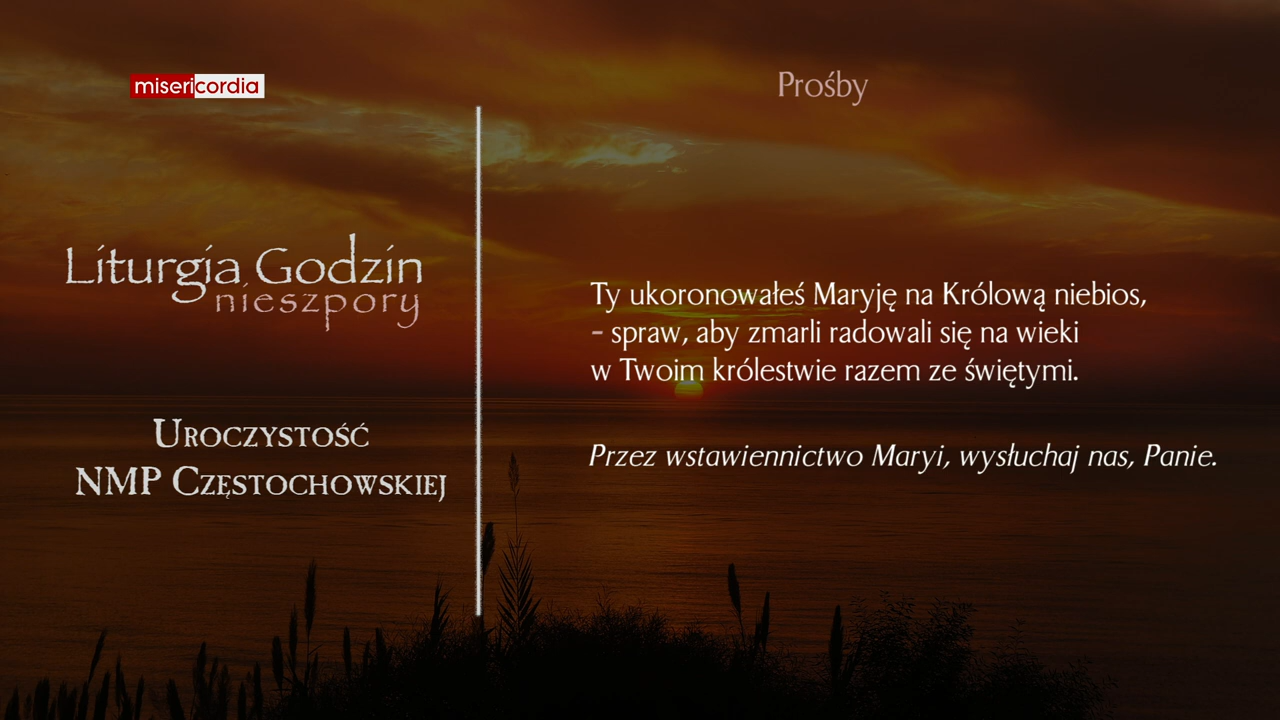 misericordia
Prośby
Liturgia Godzin
nieszpory
Uroczystość
NMP Częstochowskiej
Ty ukoronowałeś Maryję na Królową niebios,
- spraw, aby zmarli radowali się na wieki
w Twoim królestwie razem ze świętymi.
Przez wstawiennictwo Maryi, wysłuchaj nas, Panie.